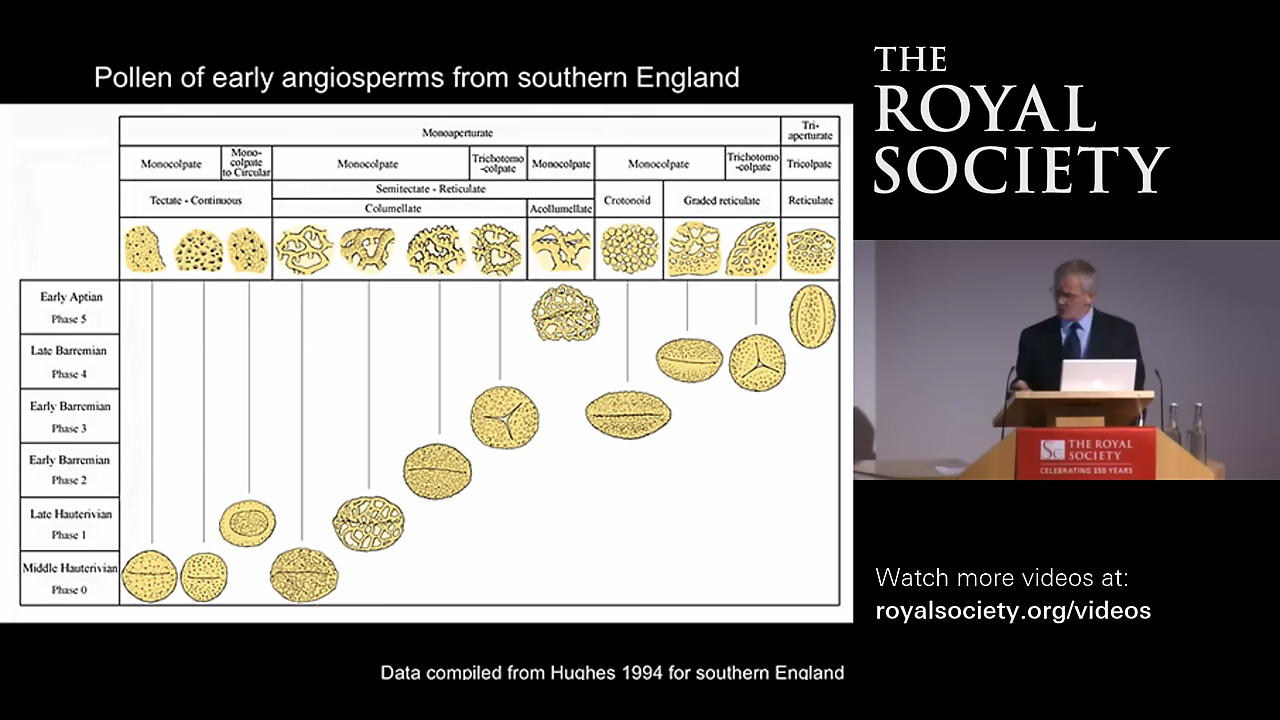 Pollen of early angiosperms from southern England
THE
ROYAL
SOCIETY
Monoaperturate
Tri-
aperturate
Monocolpate
Mono-
colpate
to Circular
Monocolpate
Trichotomo
-colpate
Monocolpate
Monocolpate
Trichotomo
-colpate
Tricolpate
Tectate - Continuous
Semitectate - Reticulate
Columellate
Acollumellate
Crotonoid
Graded reticulate
Reticulate
Early Aptian
Phase 5
Late Barremian
Phase 4
Early Barremian
Phase 3
Early Barremian
Phase 2
Late Hauterivian
Phase 1
Middle Hauterivian
Phase 0
THE ROYAL
SOCIETY
CELEBRATING 350 YEARS
Watch more videos at:
royalsociety.org/videos
Data compiled from Hughes 1994 for southern England